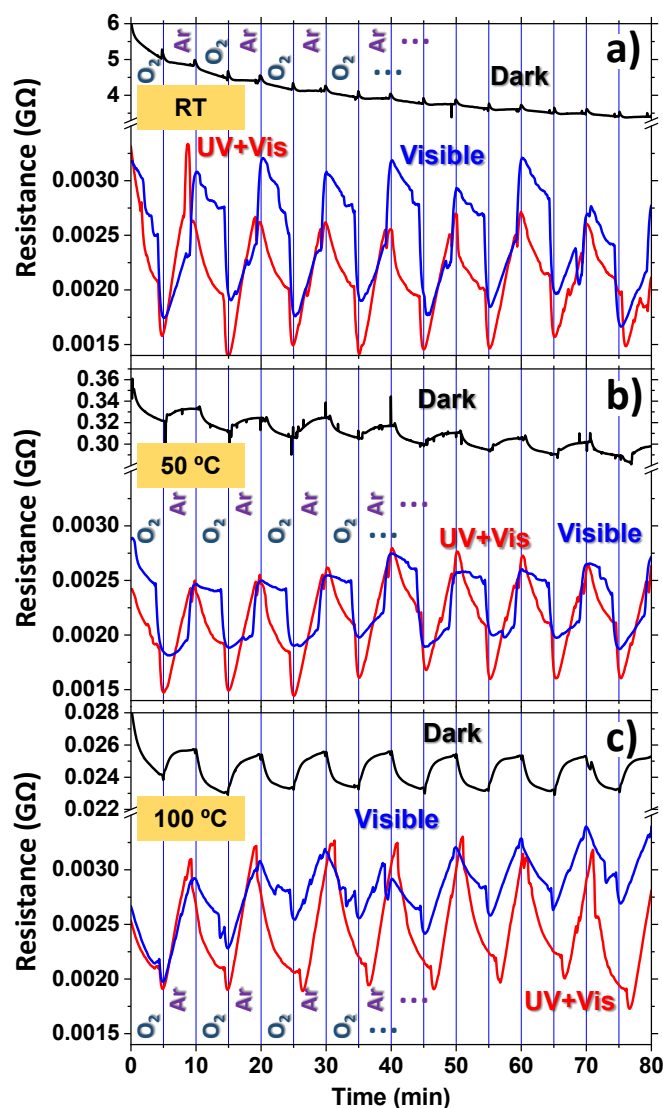 a)
6
5
4
O2 Ar O2 Ar O2 Ar O2 Ar ...
...
Dark
RT
UV+Vis
Visible
0.0030
0.0025
0.0020
0.0015
Resistance (GΩ)
b)
0.36
0.34
0.32
0.30
Dark
50 ºC
O2 Ar O2 Ar O2 Ar O2 Ar ...
...
UV+Vis
Visible
0.0030
0.0025
0.0020
0.0015
Resistance (GΩ)
c)
0.028
0.026
0.024
0.022
Dark
100 ºC
Visible
0.0030
0.0025
0.0020
0.0015
Resistance (GΩ)
UV+Vis
O2 Ar O2 Ar O2 Ar O2 Ar ...
...
0 10 20 30 40 50 60 70 80
Time (min)